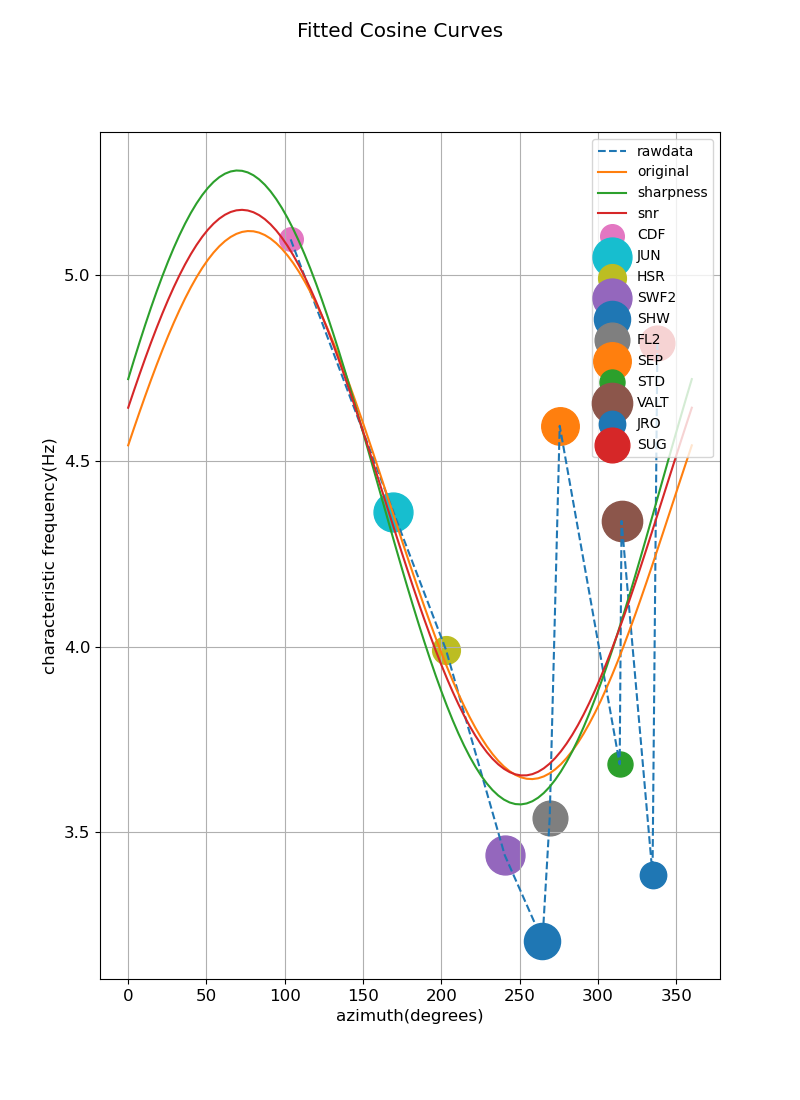 Fitted Cosine Curves
rawdata
original
sharpness
snr
CDF
JUN
HSR
SWF2
SHW
FL2
SEP
STD
VALT
JRO
SUG
5.0
4.5
4.0
3.5
characteristic frequency(Hz)
0 50 100 150 200 250 300 350
azimuth(degrees)